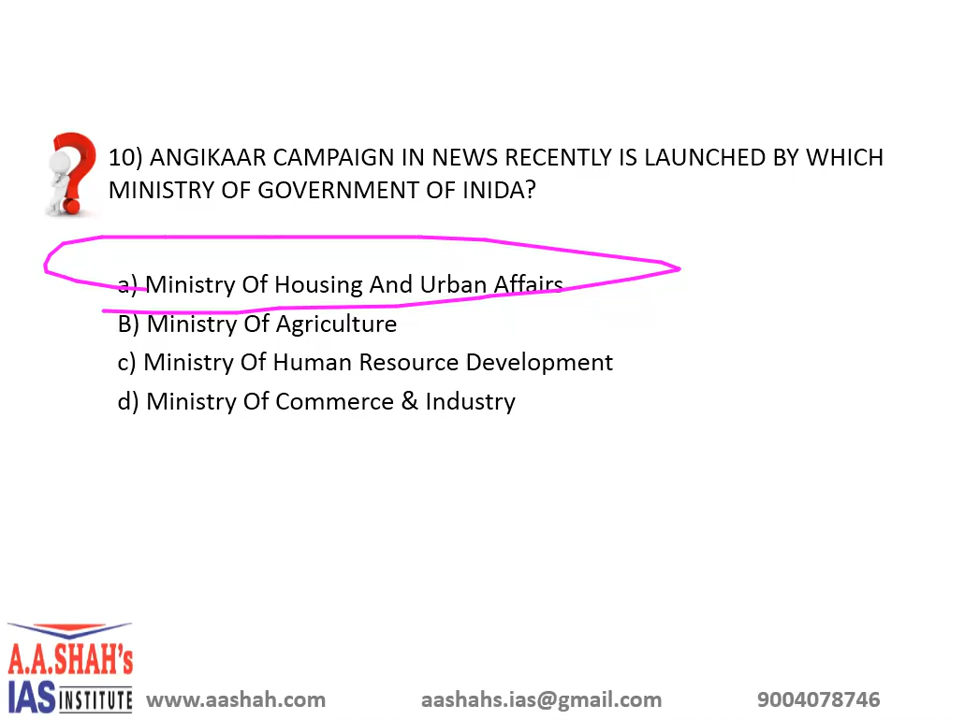 10) ANGIKAAR CAMPAIGN IN NEWS RECENTLY IS LAUNCHED BY WHICH
MINISTRY OF GOVERNMENT OF INIDA?
a) Ministry Of Housing And Urban Affairs
B) Ministry Of Agriculture
c) Ministry Of Human Resource Development
d) Ministry Of Commerce & Industry
A.A.SHAH's
IAS INSTITUTE
www.aashah.com aashahs.ias@gmail.com 9004078746